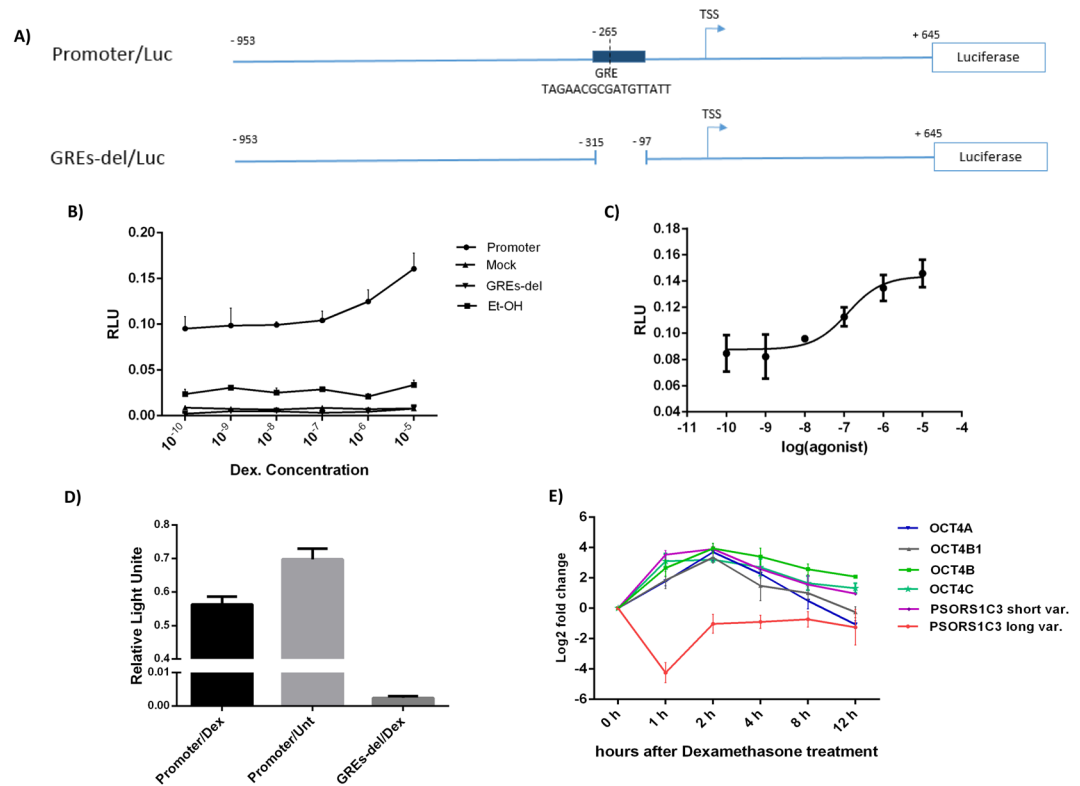 A)
Promoter/Luc
- 953
- 265
TSS
+ 645
Luciferase
GRE
TAGAACGCGATGTTATT
GREs-del/Luc
- 953
- 315
- 97
TSS
+ 645
Luciferase
B)
RLU
0.20
0.15
0.10
0.05
0.00
10-10
10-9
10-8
10-7
10-6
10-5
Dex. Concentration
Promoter
Mock
GREs-del
Et-OH
C)
RLU
0.18
0.16
0.14
0.12
0.10
0.08
0.06
0.04
-11 -10 -9 -8 -7 -6 -5 -4
log(agonist)
D)
Relative Light Unite
0.8
0.7
0.6
0.5
0.4
0.01
0.00
Promoter/Dex
Promoter/Unt
GREs-del/Dex
E)
Log2 fold change
6
4
2
0
-2
-4
-6
0 h
1 h
2 h
4 h
8 h
12 h
hours after Dexamethasone treatment
OCT4A
OCT4B1
OCT4B
OCT4C
PSORS1C3 short var.
PSORS1C3 long var.